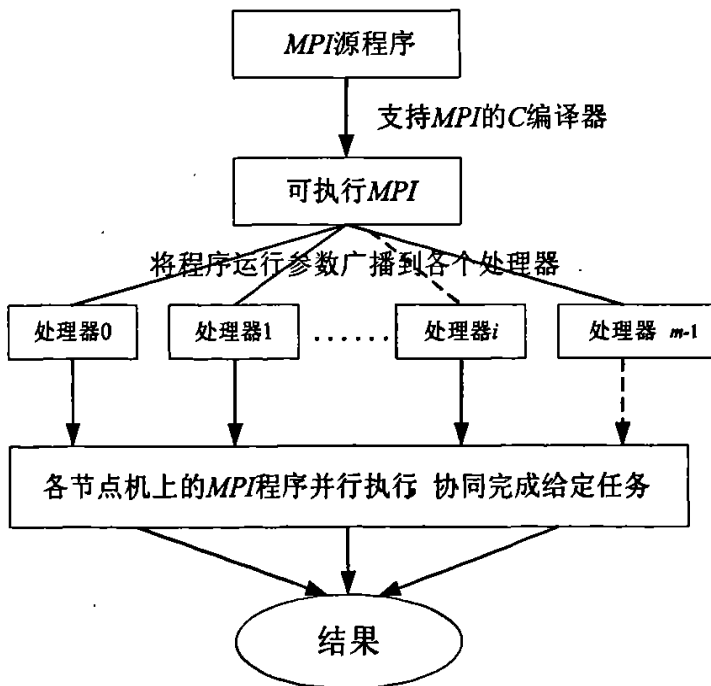 MPI源程序
支持MPI的C编译器
可执行MPI
将程序运行参数广播到各个处理器
处理器0
处理器1
......
处理器i
处理器 m-1
各节点机上的MPI程序并行执行,协同完成给定任务
结果